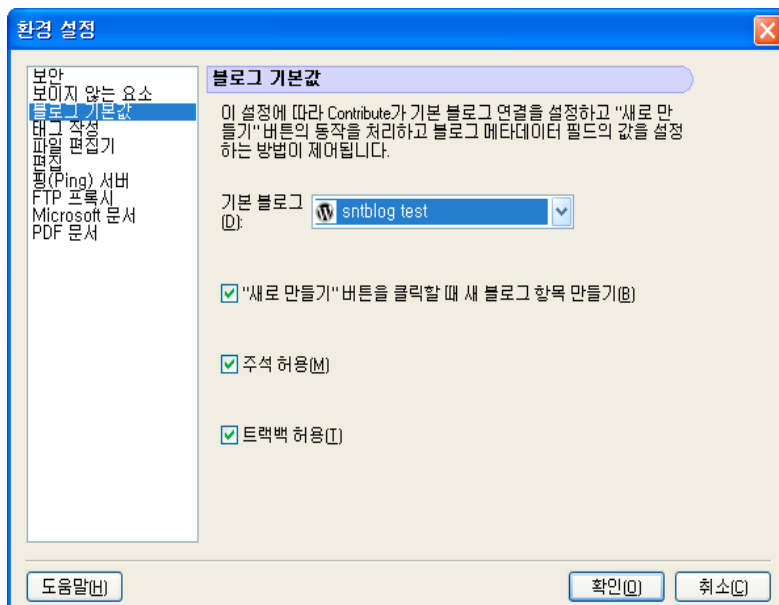 환경 설정
보안
보이지 않는 요소
블로그 기본값
태그 작성
파일 편집기
편집
핑(Ping) 서버
FTP 프록시
Microsoft 문서
PDF 문서
블로그 기본값
이 설정에 따라 Contribute가 기본 블로그 연결을 설정하고 "새로 만
들기" 버튼의 동작을 처리하고 블로그 메타데이터 필드의 값을 설정
하는 방법이 제어됩니다.
기본 블로그
(D):
sntblog test
"새로 만들기" 버튼을 클릭할 때 새 블로그 항목 만들기(B)
주석 허용(M)
트랙백 허용(T)
도움말(H)
확인(O)
취소(C)